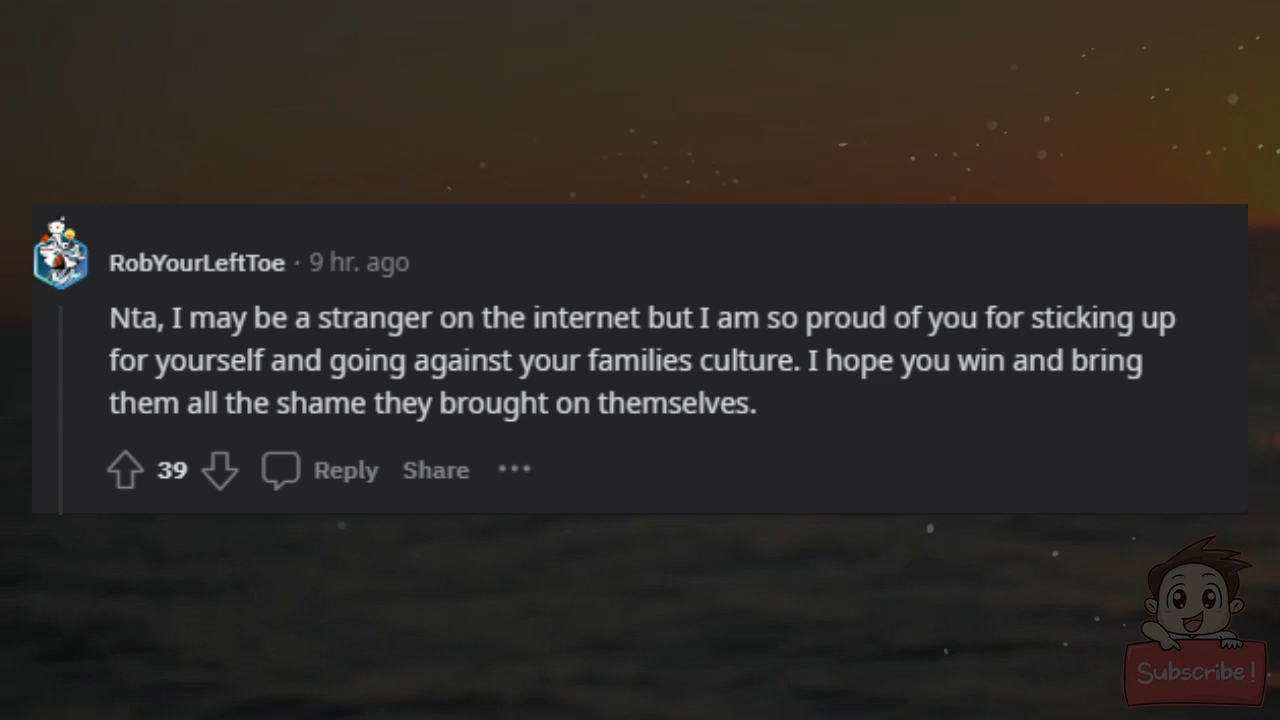 RobYourLeftToe · 9 hr. ago
Nta, I may be a stranger on the internet but I am so proud of you for sticking up
for yourself and going against your families culture. I hope you win and bring
them all the shame they brought on themselves.
39 Reply Share ···
Subscribe!